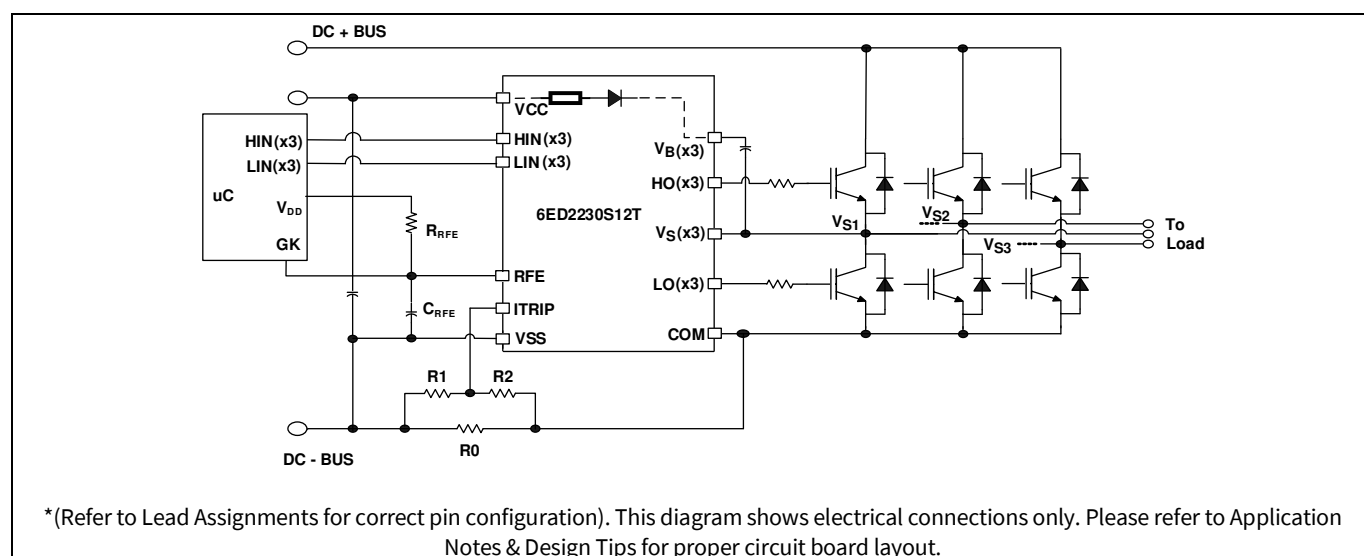 DC + BUS
VCC
HIN(x3)
HIN(x3)
VB(x3)
LIN(x3)
LIN(x3)
uC
VDD
HO(x3)
6ED2230S12T
VS1
VS2
To
RRFE
VS(x3)
GK
VS3
Load
RFE
LO(x3)
CRFE
ITRIP
VSS
COM
R1
R2
R0
DC - BUS
*(Refer to Lead Assignments for correct pin configuration). This diagram shows electrical connections only. Please refer to Application
Notes & Design Tips for proper circuit board layout.